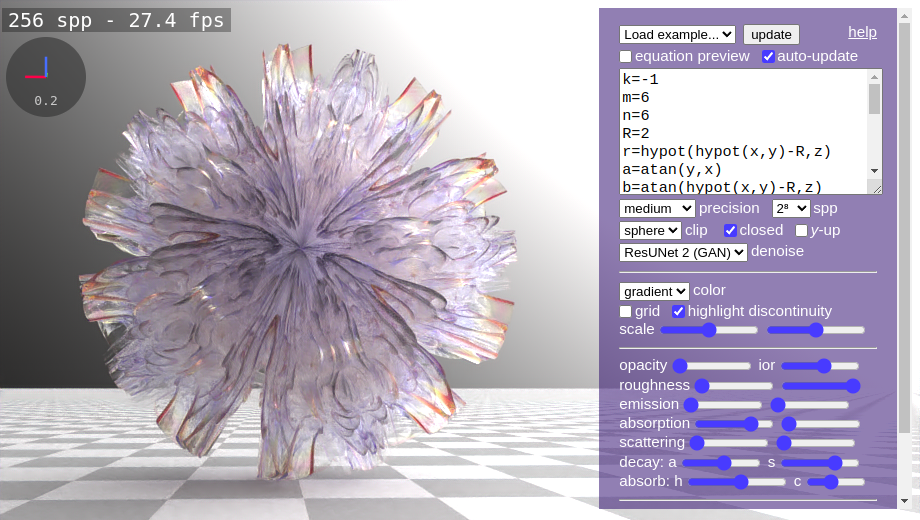 256 spp - 27.4 fps
0.2
Load example... update help
equation preview auto-update
k=-1
m=6
n=6
R=2
r=hypot(hypot(x,y)-R,z)
a=atan(y,x)
b=atan(hypot(x,y)-R,z)
medium precision 2⁸ spp
sphere clip closed y-up
ResUNet 2 (GAN) denoise
gradient color
grid highlight discontinuity
scale
opacity ior
roughness
emission
absorption
scattering
decay: a s
absorb: h c